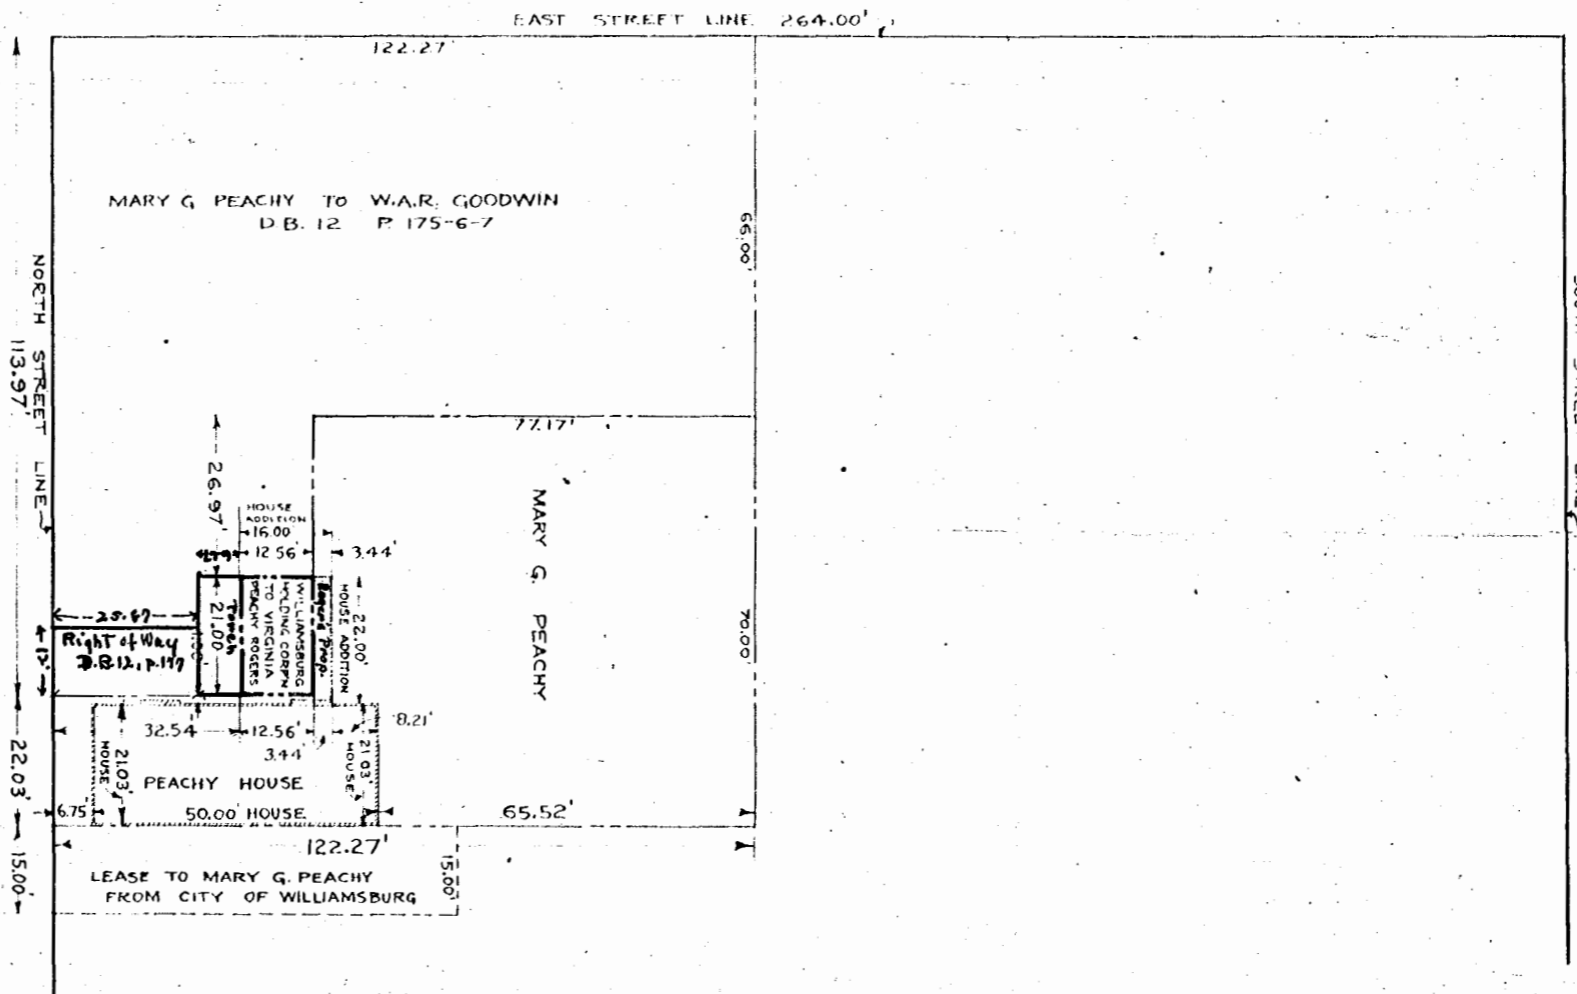 EAST STREET LINE 264.00'
122.27'
MARY G PEACHY TO W.A.R. GOODWIN
D.B. 12 P. 175-6-7
66.00'
NORTH STREET LINE
113.97'
77.17'
26.97'
HOUSE
ADDITION
16.00
12.56'
3.44'
MARY G. PEACHY
70.00'
25.67
Right of Way
D.B.12, P.177
12'
21.00
Porch
WILLIAMSBURG
HOLDING CORP'N
TO VIRGINIA
PEACHY ROGERS
Rogers Prop.
HOUSE ADDITION
22.00'
32.54'
12.56'
3.44'
8.21'
21.03'
HOUSE
21.03'
HOUSE
PEACHY HOUSE
22.03'
6.75'
50.00' HOUSE
65.52'
122.27'
15.00'
LEASE TO MARY G. PEACHY
FROM CITY OF WILLIAMSBURG
15.00'